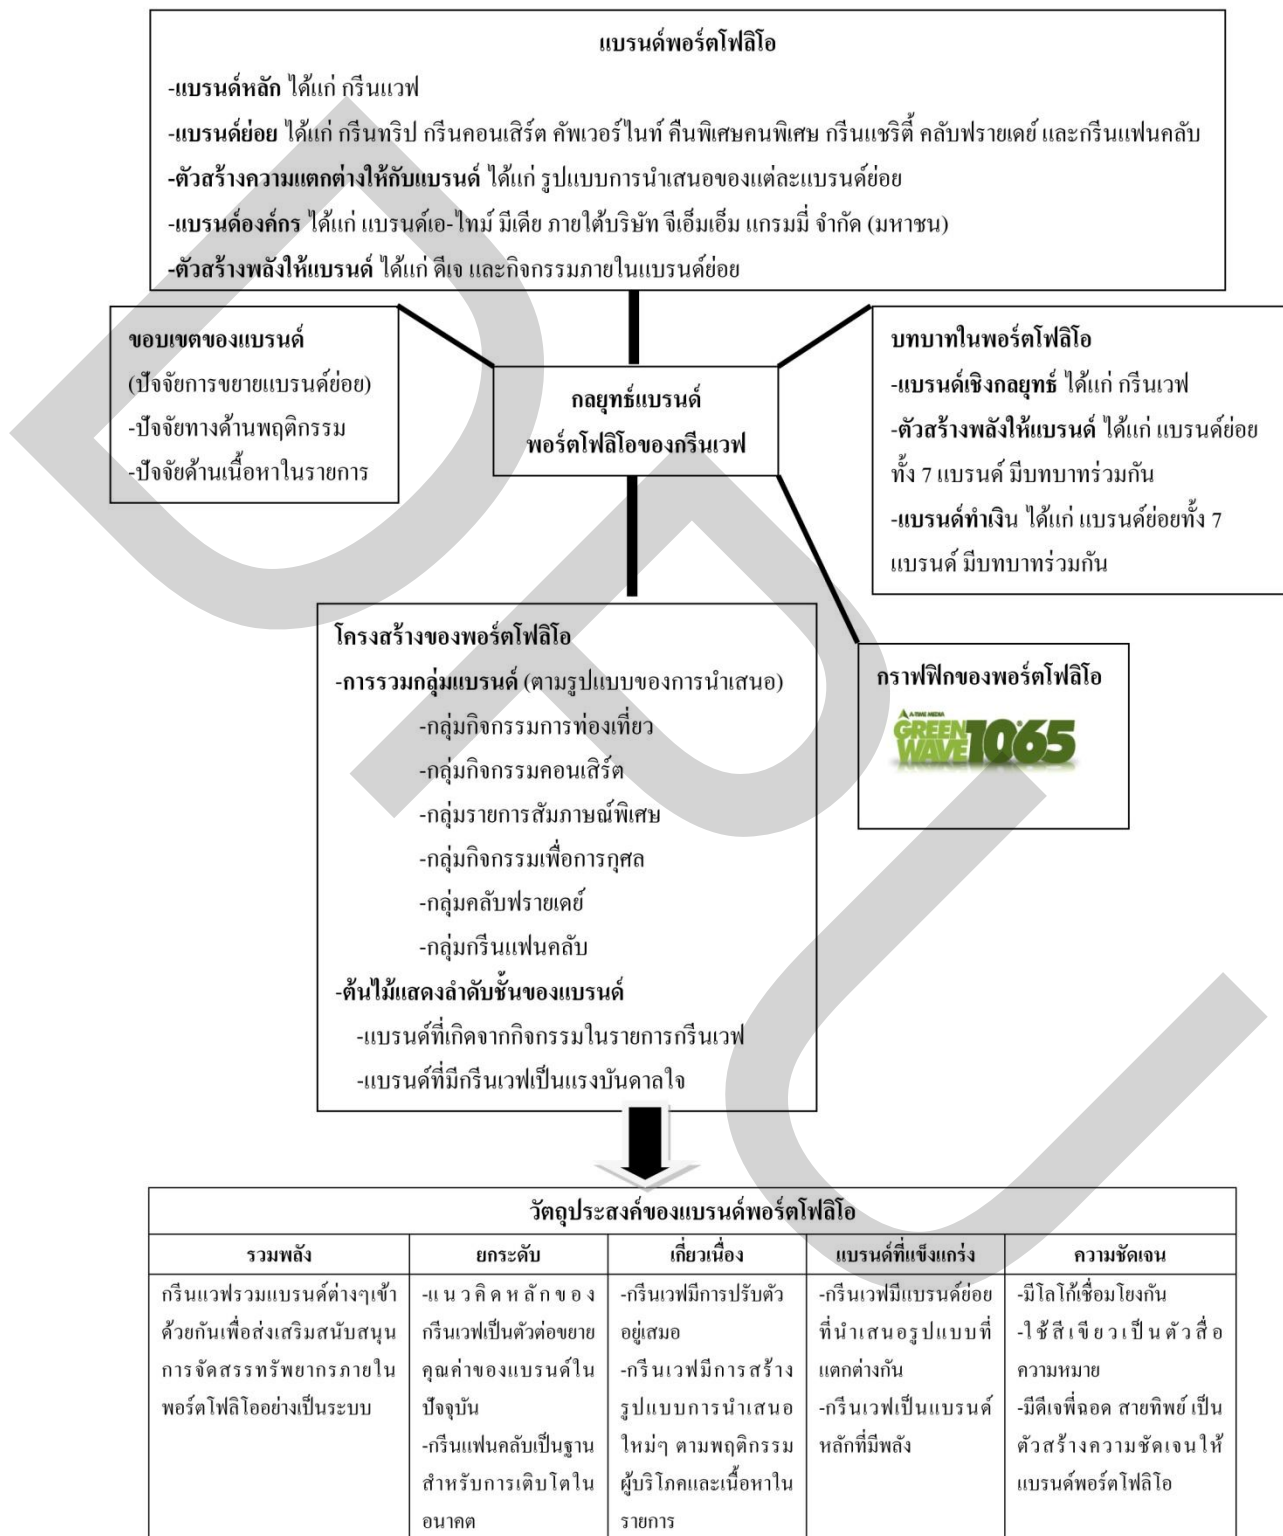 แบรนด์พอร์ตโฟลิโอ
-แบรนด์หลัก ได้แก่ กรีนแวฟ
-แบรนด์ย่อย ได้แก่ กรีนทริป กรีนคอนเสิร์ต คัพเวอร์ไนท์ คืนพิเศษคนพิเศษ กรีนแชริตี้ คลับฟรายเดย์ และกรีนแฟนคลับ
-ตัวสร้างความแตกต่างให้กับแบรนด์ ได้แก่ รูปแบบการนำเสนอของแต่ละแบรนด์ย่อย
-แบรนด์องค์กร ได้แก่ แบรนด์เอ-ไทม์ มีเดีย ภายใต้บริษัท จีเอ็มเอ็ม แกรมมี่ จำกัด (มหาชน)
-ตัวสร้างพลังให้แบรนด์ ได้แก่ ดีเจ และกิจกรรมภายในแบรนด์ย่อย
ขอบเขตของแบรนด์
(ปัจจัยการขยายแบรนด์ย่อย)
-ปัจจัยทางด้านพฤติกรรม
-ปัจจัยด้านเนื้อหาในรายการ
กลยุทธ์แบรนด์
พอร์ตโฟลิโอของกรีนเวฟ
บทบาทในพอร์ตโฟลิโอ
-แบรนด์เชิงกลยุทธ์ ได้แก่ กรีนเวฟ
-ตัวสร้างพลังให้แบรนด์ ได้แก่ แบรนด์ย่อย
ทั้ง 7 แบรนด์ มีบทบาทร่วมกัน
-แบรนด์ทำเงิน ได้แก่ แบรนด์ย่อยทั้ง 7
แบรนด์ มีบทบาทร่วมกัน
โครงสร้างของพอร์ตโฟลิโอ
-การรวมกลุ่มแบรนด์ (ตามรูปแบบของการนำเสนอ)
-กลุ่มกิจกรรมการท่องเที่ยว
-กลุ่มกิจกรรมคอนเสิร์ต
-กลุ่มรายการสัมภาษณ์พิเศษ
-กลุ่มกิจกรรมเพื่อการกุศล
-กลุ่มคลับฟรายเดย์
-กลุ่มกรีนแฟนคลับ
-ต้นไม้แสดงลำดับชั้นของแบรนด์
-แบรนด์ที่เกิดจากกิจกรรมในรายการกรีนเวฟ
-แบรนด์ที่มีกรีนเวฟเป็นแรงบันดาลใจ
กราฟฟิกของพอร์ตโฟลิโอ
A-TIME MEDIA
GREEN WAVE 106.5
วัตถุประสงค์ของแบรนด์พอร์ตโฟลิโอ
รวมพลัง
กรีนแวฟรวมแบรนด์ต่างๆเข้า
ด้วยกันเพื่อส่งเสริมสนับสนุน
การจัดสรรทรัพยากรภายใน
พอร์ตโฟลิโออย่างเป็นระบบ
ยกระดับ
-แนวคิดหลักของ
กรีนเวฟเป็นตัวต่อขยาย
คุณค่าของแบรนด์ใน
ปัจจุบัน
-กรีนแฟนคลับเป็นฐาน
สำหรับการเติบโตใน
อนาคต
เกี่ยวเนื่อง
-กรีนเวฟมีการปรับตัว
อยู่เสมอ
-กรีนเวฟมีการสร้าง
รูปแบบการนำเสนอ
ใหม่ๆ ตามพฤติกรรม
ผู้บริโภคและเนื้อหาใน
รายการ
แบรนด์ที่แข็งแกร่ง
-กรีนเวฟมีแบรนด์ย่อย
ที่นำเสนอรูปแบบที่
แตกต่างกัน
-กรีนเวฟเป็นแบรนด์
หลักที่มีพลัง
ความชัดเจน
-มีโลโก้เชื่อมโยงกัน
-ใช้สีเขียวเป็นตัวสื่อ
ความหมาย
-มีดีเจพี่ฉอด สายทิพย์ เป็น
ตัวสร้างความชัดเจนให้
แบรนด์พอร์ตโฟลิโอ
DPU